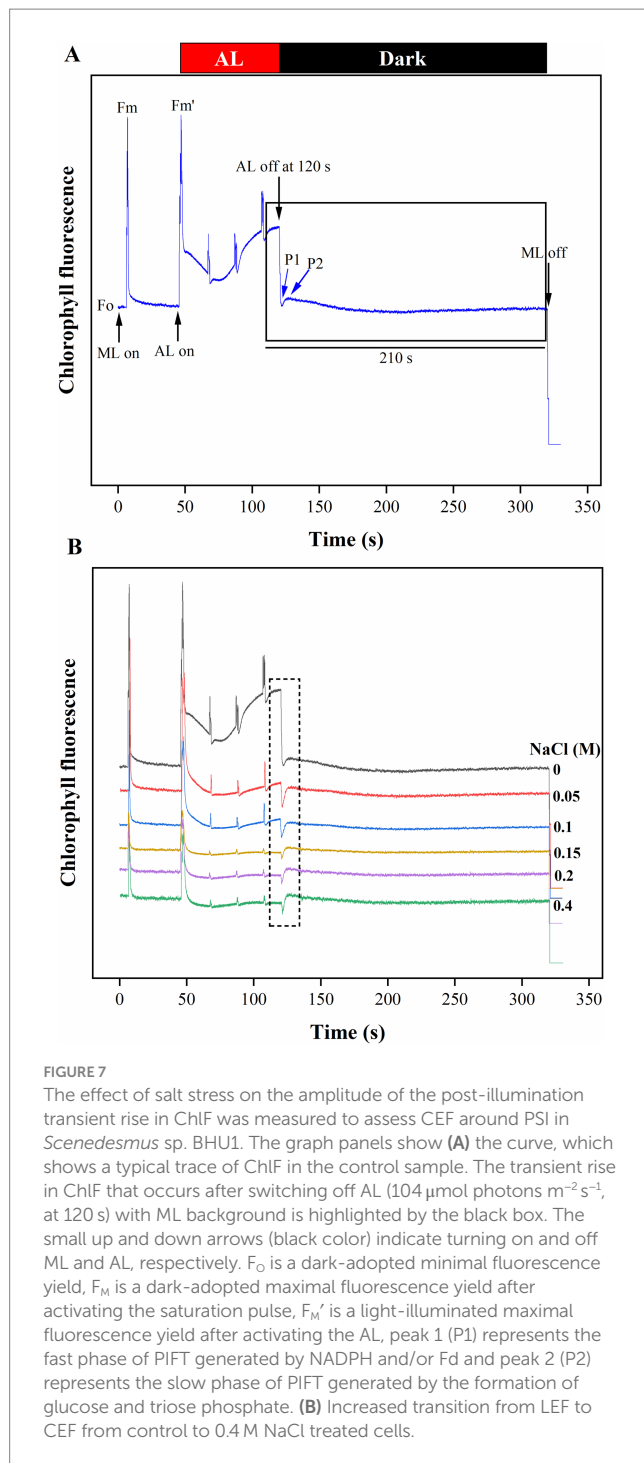 A
AL
Dark
Fm
Fm'
AL off at 120 s
P1
P2
ML off
Fo
ML on
AL on
210 s
Chlorophyll fluorescence
0 50 100 150 200 250 300 350
Time (s)
B
NaCl (M)
0
0.05
0.1
0.15
0.2
0.4
Chlorophyll fluorescence
0 50 100 150 200 250 300 350
Time (s)
FIGURE 7
The effect of salt stress on the amplitude of the post-illumination
transient rise in ChlF was measured to assess CEF around PSI in
Scenedesmus sp. BHU1. The graph panels show (A) the curve, which
shows a typical trace of ChlF in the control sample. The transient rise
in ChlF that occurs after switching off AL (104 μmol photons m⁻² s⁻¹,
at 120 s) with ML background is highlighted by the black box. The
small up and down arrows (black color) indicate turning on and off
ML and AL, respectively. F₀ is a dark-adopted minimal fluorescence
yield, Fᴍ is a dark-adopted maximal fluorescence yield after
activating the saturation pulse, Fᴍ′ is a light-illuminated maximal
fluorescence yield after activating the AL, peak 1 (P1) represents the
fast phase of PIFT generated by NADPH and/or Fd and peak 2 (P2)
represents the slow phase of PIFT generated by the formation of
glucose and triose phosphate. (B) Increased transition from LEF to
CEF from control to 0.4 M NaCl treated cells.